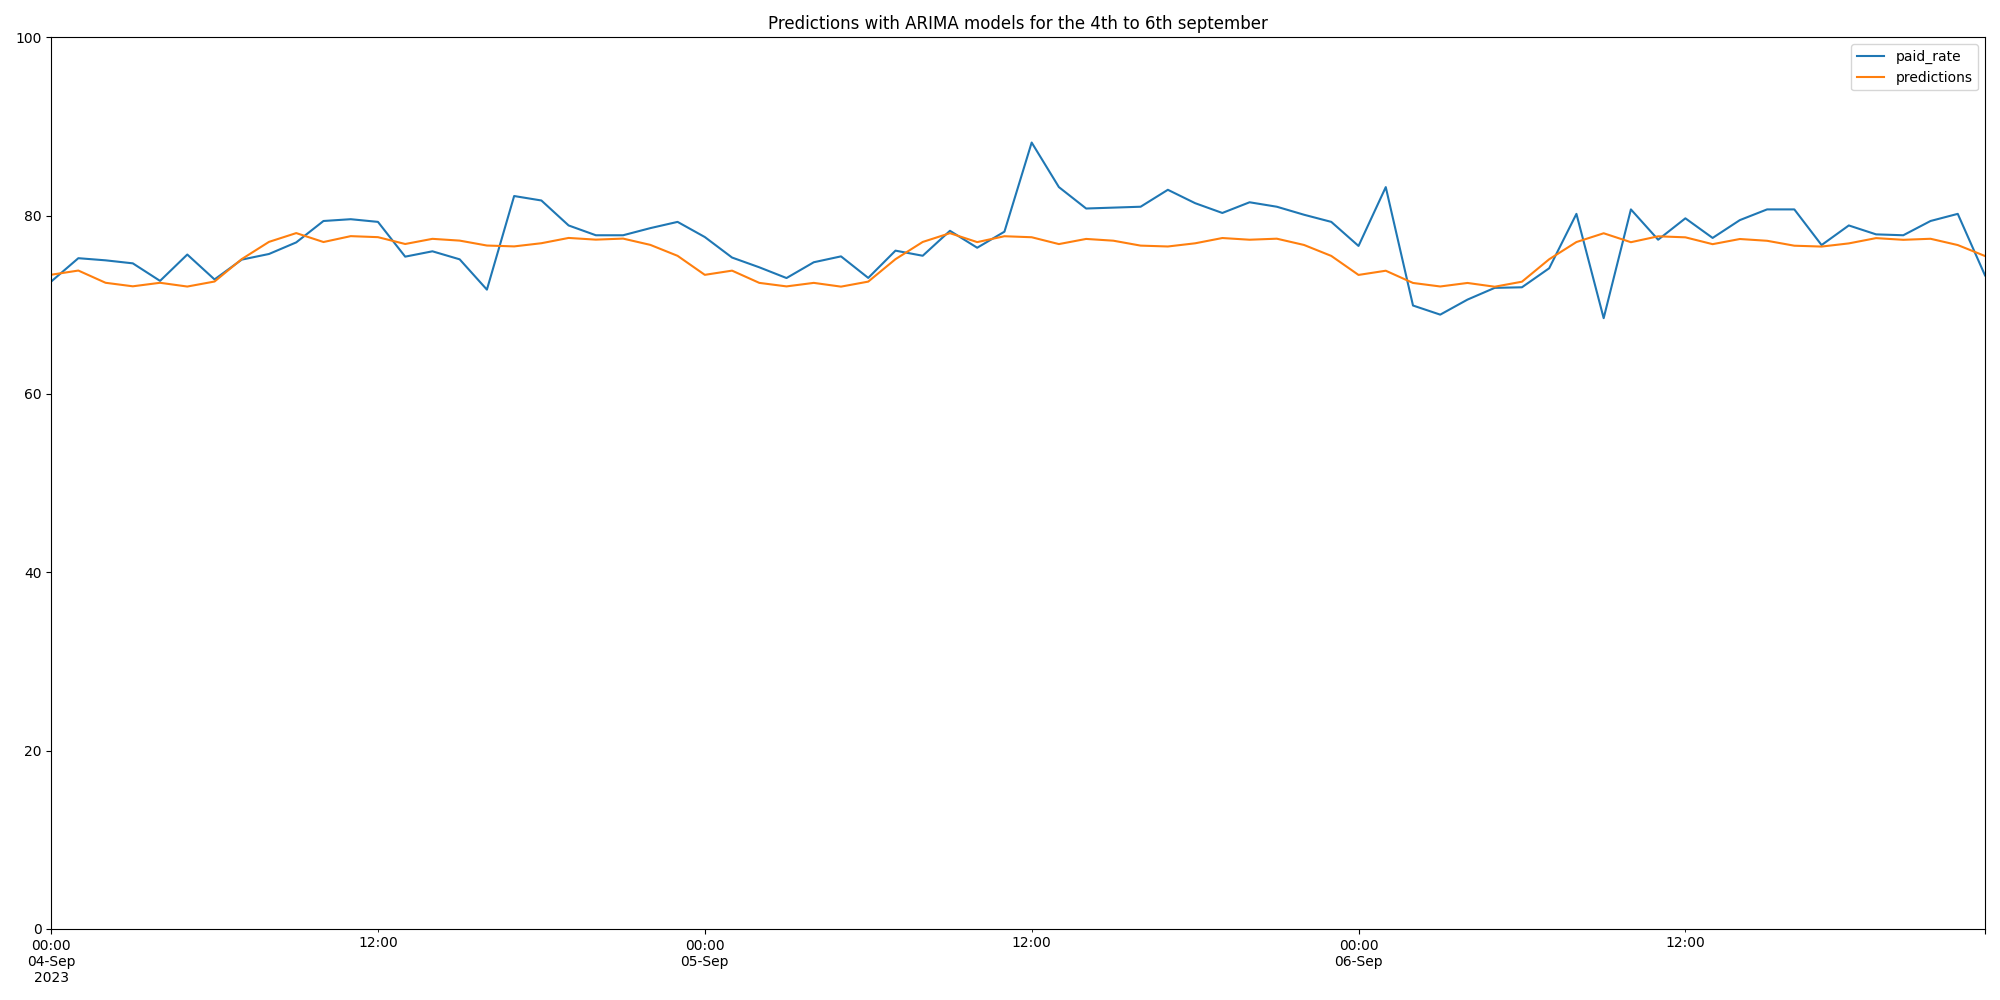 Predictions with ARIMA models for the 4th to 6th september
paid_rate
predictions
100
80
60
40
20
0
00:00
04-Sep
2023
12:00
00:00
05-Sep
12:00
00:00
06-Sep
12:00